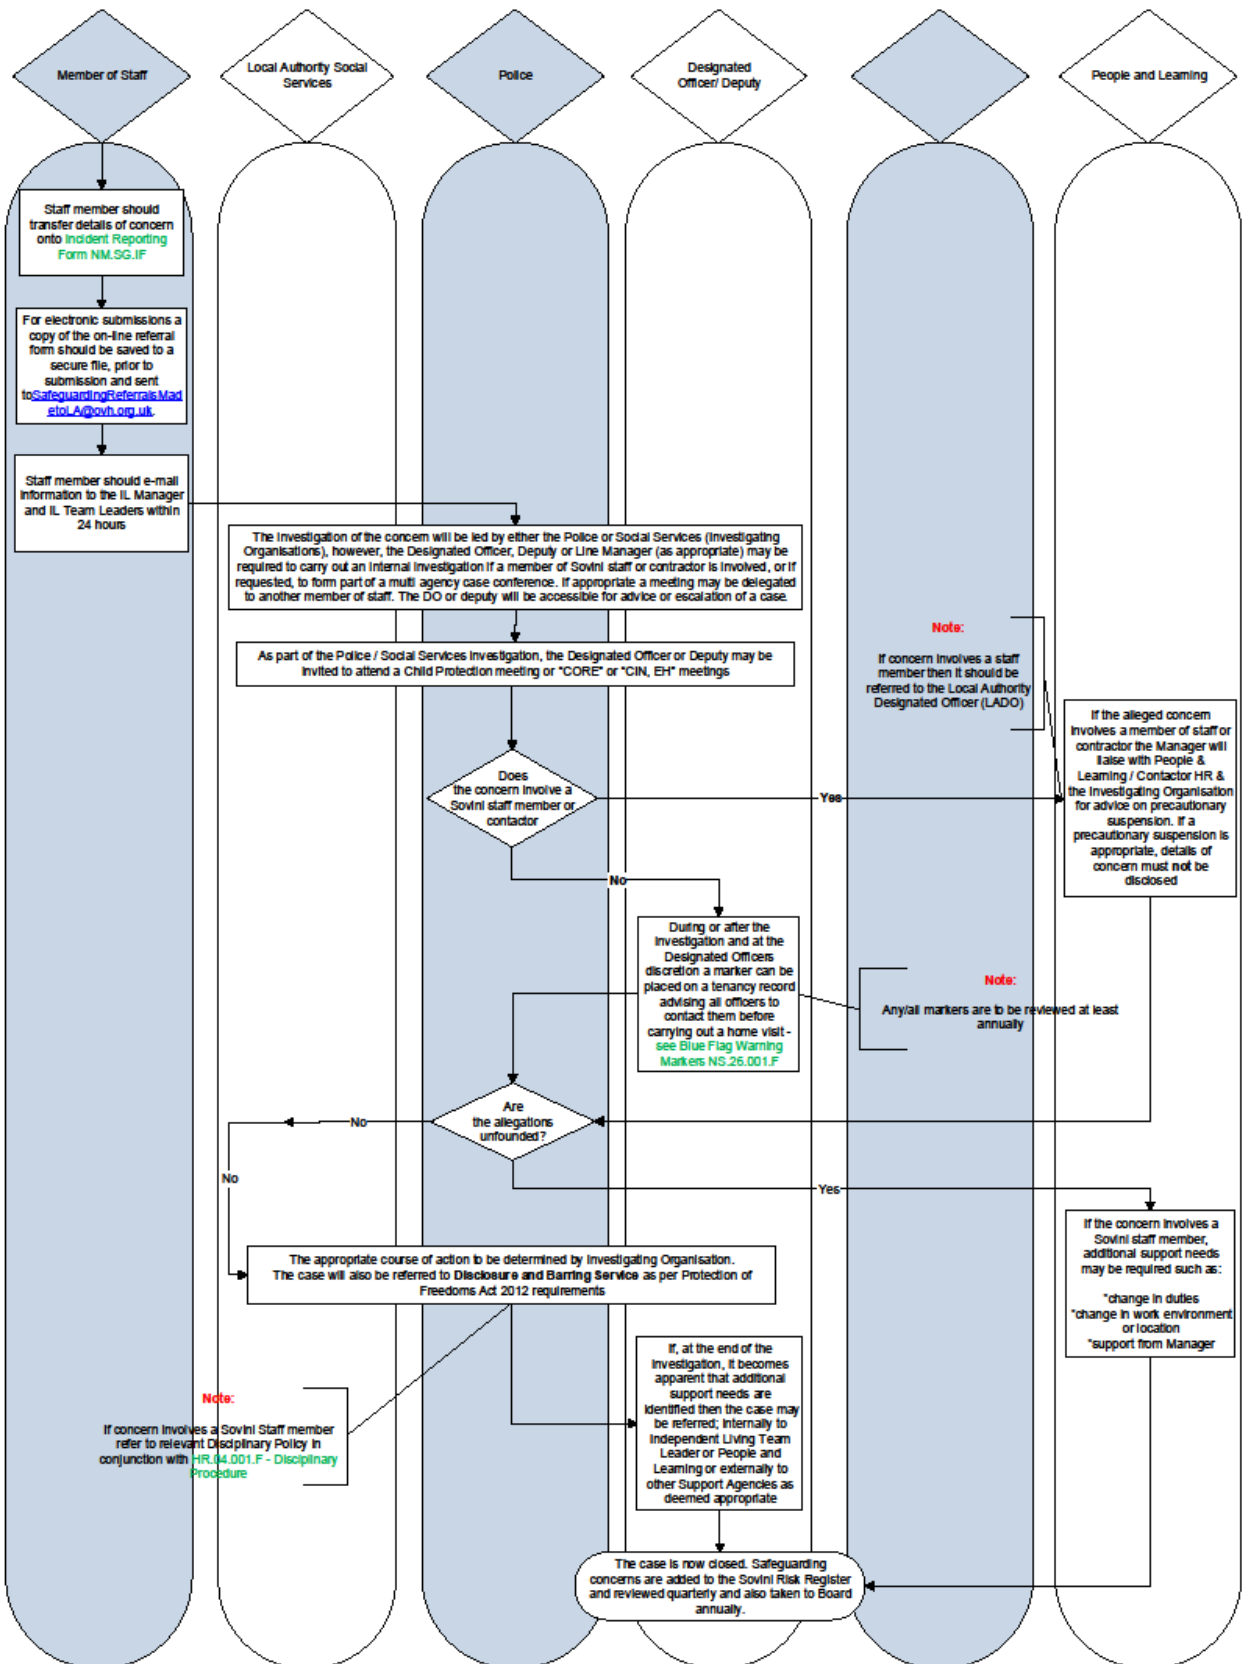 Member of Staff
Local Authority Social
Services
Police
Designated
Officer/ Deputy
People and Learning
Staff member should
transfer details of concern
onto Incident Reporting
Form NM.SG.IF
For electronic submissions a
copy of the on-line referral
form should be saved to a
secure file, prior to
submission and sent
toSafeguardingReferralsMad
etoLA@ovh.org.uk.
Staff member should e-mail
information to the IL Manager
and IL Team Leaders within
24 hours
The investigation of the concern will be led by either the Police or Social Services (Investigating
Organisations), however, the Designated Officer, Deputy or Line Manager (as appropriate) may be
required to carry out an internal investigation if a member of Sovini staff or contractor is involved, or if
requested, to form part of a multi agency case conference. If appropriate a meeting may be delegated
to another member of staff. The DO or deputy will be accessible for advice or escalation of a case.
As part of the Police / Social Services investigation, the Designated Officer or Deputy may be
invited to attend a Child Protection meeting or "CORE" or "CIN, EH" meetings
Note:
If concern involves a staff
member then it should be
referred to the Local Authority
Designated Officer (LADO)
If the alleged concern
involves a member of staff or
contractor the Manager will
liaise with People &
Learning / Contactor HR &
the Investigating Organisation
for advice on precautionary
suspension. If a
precautionary suspension is
appropriate, details of
concern must not be
disclosed
Does
the concern involve a
Sovini staff member or
contactor
Yes
No
During or after the
investigation and at the
Designated Officers
discretion a marker can be
placed on a tenancy record
advising all officers to
contact them before
carrying out a home visit -
see Blue Flag Warning
Markers NS.26.001.F
Note:
Any/all markers are to be reviewed at least
annually
Are
the allegations
unfounded?
No
No
Yes
If the concern involves a
Sovini staff member,
additional support needs
may be required such as:
*change in duties
*change in work environment
or location
*support from Manager
The appropriate course of action to be determined by Investigating Organisation.
The case will also be referred to Disclosure and Barring Service as per Protection of
Freedoms Act 2012 requirements
Note:
If concern involves a Sovini Staff member
refer to relevant Disciplinary Policy in
conjunction with HR.04.001.F - Disciplinary
Procedure
If, at the end of the
investigation, it becomes
apparent that additional
support needs are
identified then the case may
be referred; internally to
Independent Living Team
Leader or People and
Learning or externally to
other Support Agencies as
deemed appropriate
The case is now closed. Safeguarding
concerns are added to the Sovini Risk Register
and reviewed quarterly and also taken to Board
annually.